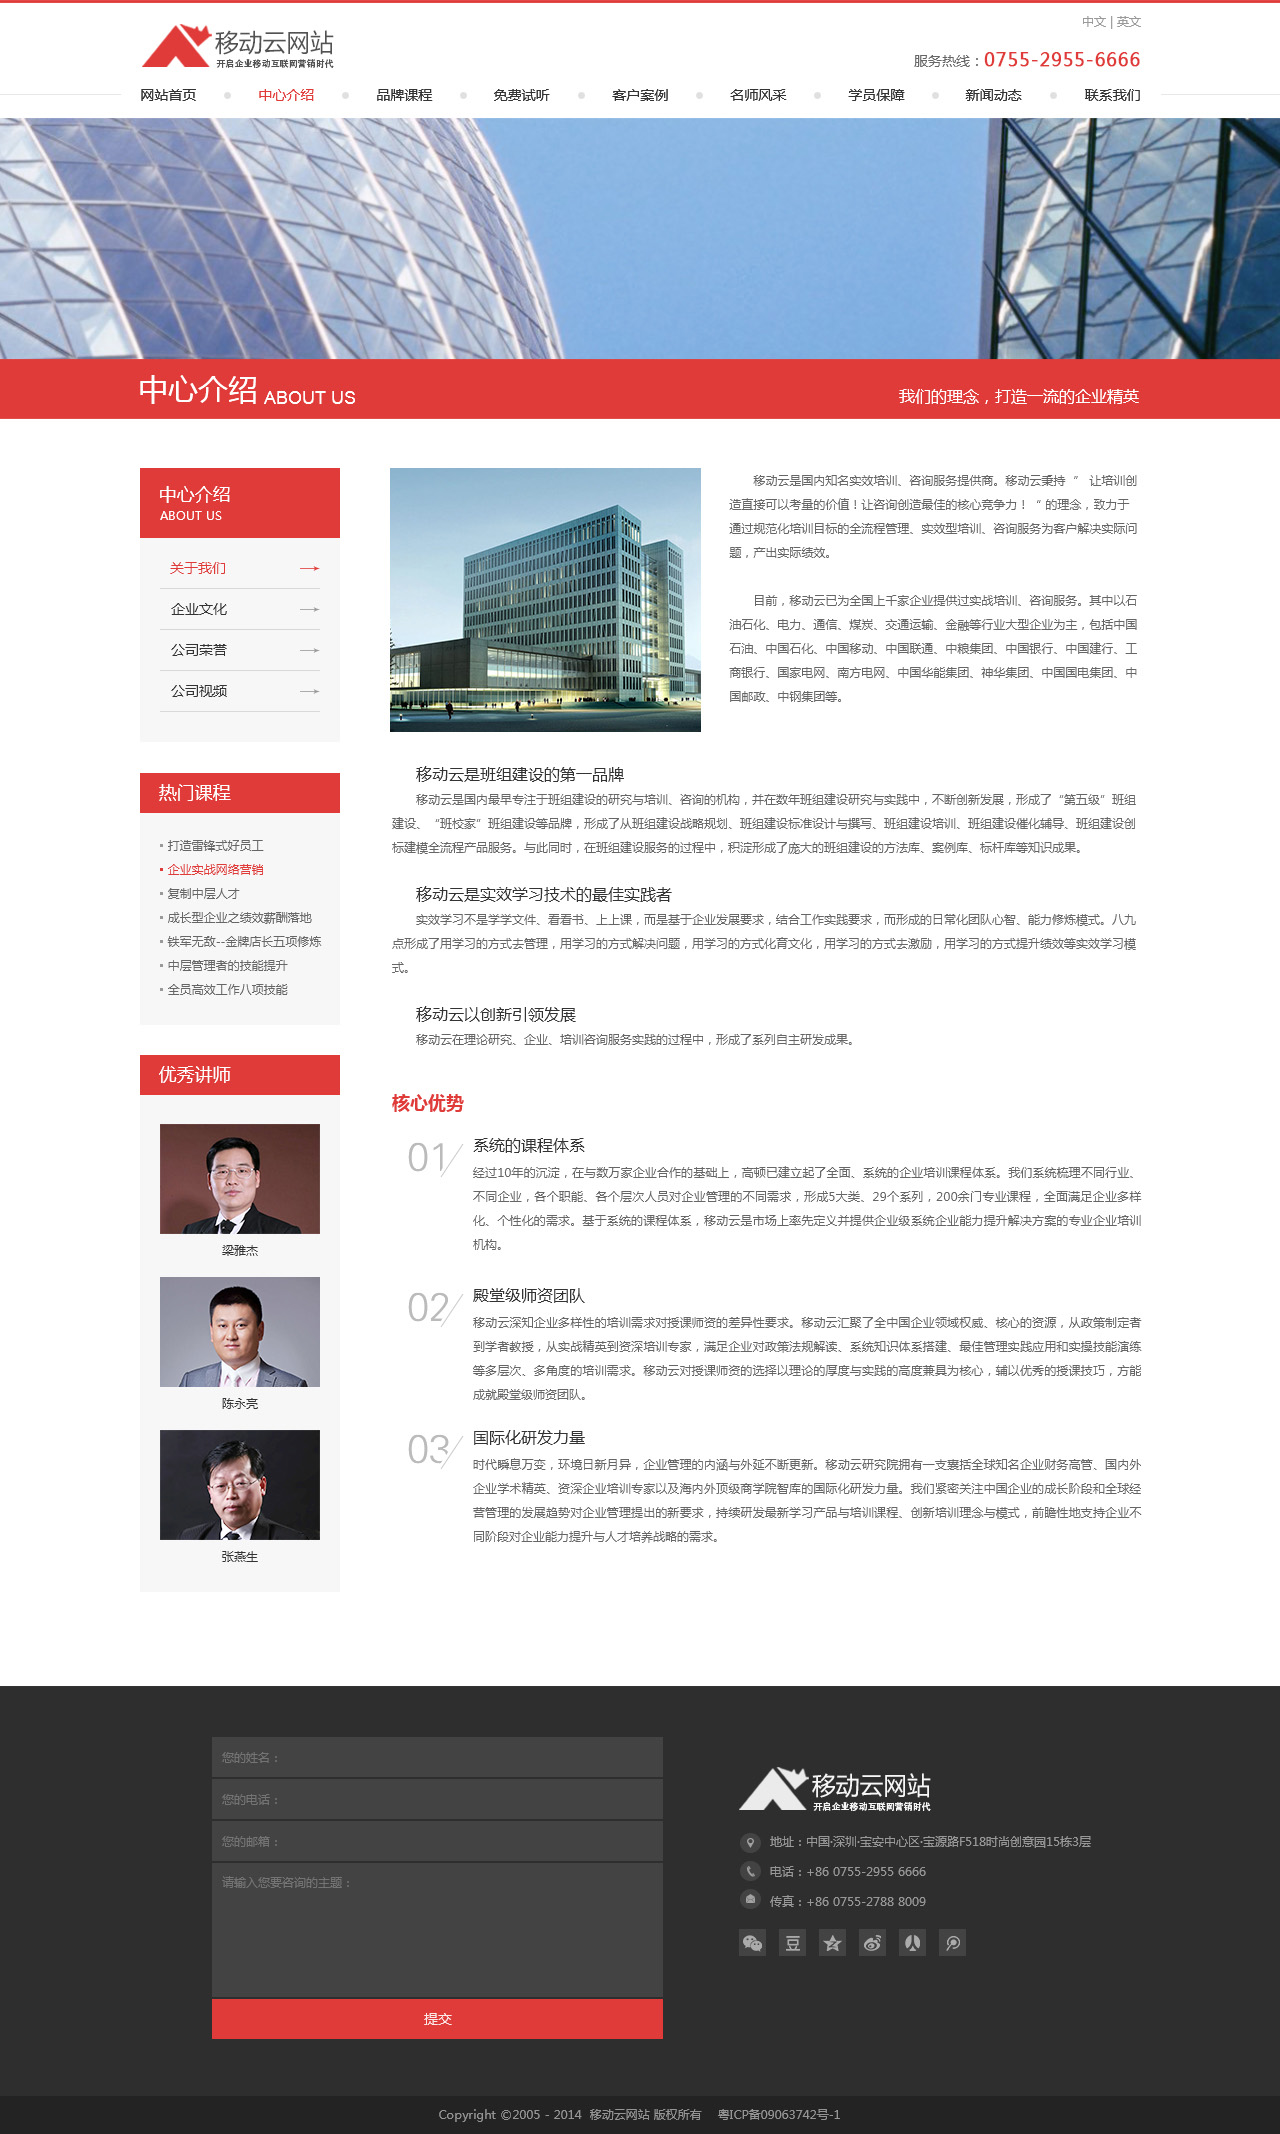 中文 | 英文
移动云网站
开启企业移动互联网营销时代
服务热线：0755-2955-6666
网站首页 中心介绍 品牌课程 免费试听 客户案例 名师风采 学员保障 新闻动态 联系我们
中心介绍 ABOUT US
我们的理念，打造一流的企业精英
中心介绍
ABOUT US
关于我们
企业文化
公司荣誉
公司视频
热门课程
打造雷锋式好员工
企业实战网络营销
复制中层人才
成长型企业之绩效薪酬落地
铁军无敌--金牌店长五项修炼
中层管理者的技能提升
全员高效工作八项技能
优秀讲师
梁雅杰
陈永亮
张燕生
移动云是国内知名实效培训、咨询服务提供商。移动云秉持 ” 让培训创
造直接可以考量的价值！让咨询创造最佳的核心竞争力！“ 的理念，致力于
通过规范化培训目标的全流程管理、实效型培训、咨询服务为客户解决实际问
题，产出实际绩效。
目前，移动云已为全国上千家企业提供过实战培训、咨询服务。其中以石
油石化、电力、通信、煤炭、交通运输、金融等行业大型企业为主，包括中国
石油、中国石化、中国移动、中国联通、中粮集团、中国银行、中国建行、工
商银行、国家电网、南方电网、中国华能集团、神华集团、中国国电集团、中
国邮政、中钢集团等。
移动云是班组建设的第一品牌
移动云是国内最早专注于班组建设的研究与培训、咨询的机构，并在数年班组建设研究与实践中，不断创新发展，形成了“第五级”班组
建设、“班校家”班组建设等品牌，形成了从班组建设战略规划、班组建设标准设计与撰写、班组建设培训、班组建设催化辅导、班组建设创
标建模全流程产品服务。与此同时，在班组建设服务的过程中，积淀形成了庞大的班组建设的方法库、案例库、标杆库等知识成果。
移动云是实效学习技术的最佳实践者
实效学习不是学学文件、看看书、上上课，而是基于企业发展要求，结合工作实践要求，而形成的日常化团队心智、能力修炼模式。八九
点形成了用学习的方式去管理，用学习的方式解决问题，用学习的方式化育文化，用学习的方式去激励，用学习的方式提升绩效等实效学习模
式。
移动云以创新引领发展
移动云在理论研究、企业、培训咨询服务实践的过程中，形成了系列自主研发成果。
核心优势
01 系统的课程体系
经过10年的沉淀，在与数万家企业合作的基础上，高顿已建立起了全面、系统的企业培训课程体系。我们系统梳理不同行业、
不同企业，各个职能、各个层次人员对企业管理的不同需求，形成5大类、29个系列，200余门专业课程，全面满足企业多样
化、个性化的需求。基于系统的课程体系，移动云是市场上率先定义并提供企业级系统企业能力提升解决方案的专业企业培训
机构。
02 殿堂级师资团队
移动云深知企业多样性的培训需求对授课师资的差异性要求。移动云汇聚了全中国企业领域权威、核心的资源，从政策制定者
到学者教授，从实战精英到资深培训专家，满足企业对政策法规解读、系统知识体系搭建、最佳管理实践应用和实操技能演练
等多层次、多角度的培训需求。移动云对授课师资的选择以理论的厚度与实践的高度兼具为核心，辅以优秀的授课技巧，方能
成就殿堂级师资团队。
03 国际化研发力量
时代瞬息万变，环境日新月异，企业管理的内涵与外延不断更新。移动云研究院拥有一支囊括全球知名企业财务高管、国内外
企业学术精英、资深企业培训专家以及海内外顶级商学院智库的国际化研发力量。我们紧密关注中国企业的成长阶段和全球经
营管理的发展趋势对企业管理提出的新要求，持续研发最新学习产品与培训课程、创新培训理念与模式，前瞻性地支持企业不
同阶段对企业能力提升与人才培养战略的需求。
您的姓名：
您的电话：
您的邮箱：
请输入您要咨询的主题：
提交
移动云网站
开启企业移动互联网营销时代
地址：中国·深圳·宝安中心区·宝源路F518时尚创意园15栋3层
电话：+86 0755-2955 6666
传真：+86 0755-2788 8009
豆
Copyright ©2005 - 2014 移动云网站 版权所有 粤ICP备09063742号-1